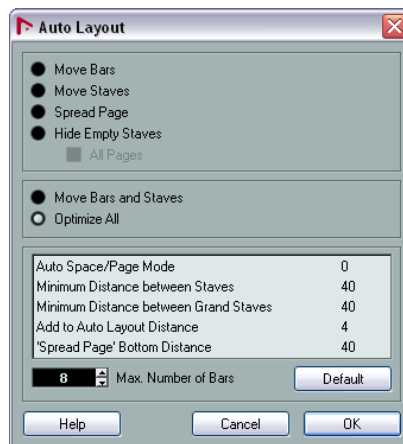 Auto Layout
Move Bars
Move Staves
Spread Page
Hide Empty Staves
All Pages
Move Bars and Staves
Optimize All
Auto Space/Page Mode 0
Minimum Distance between Staves 40
Minimum Distance between Grand Staves 40
Add to Auto Layout Distance 4
'Spread Page' Bottom Distance 40
8 Max. Number of Bars Default
Help Cancel OK